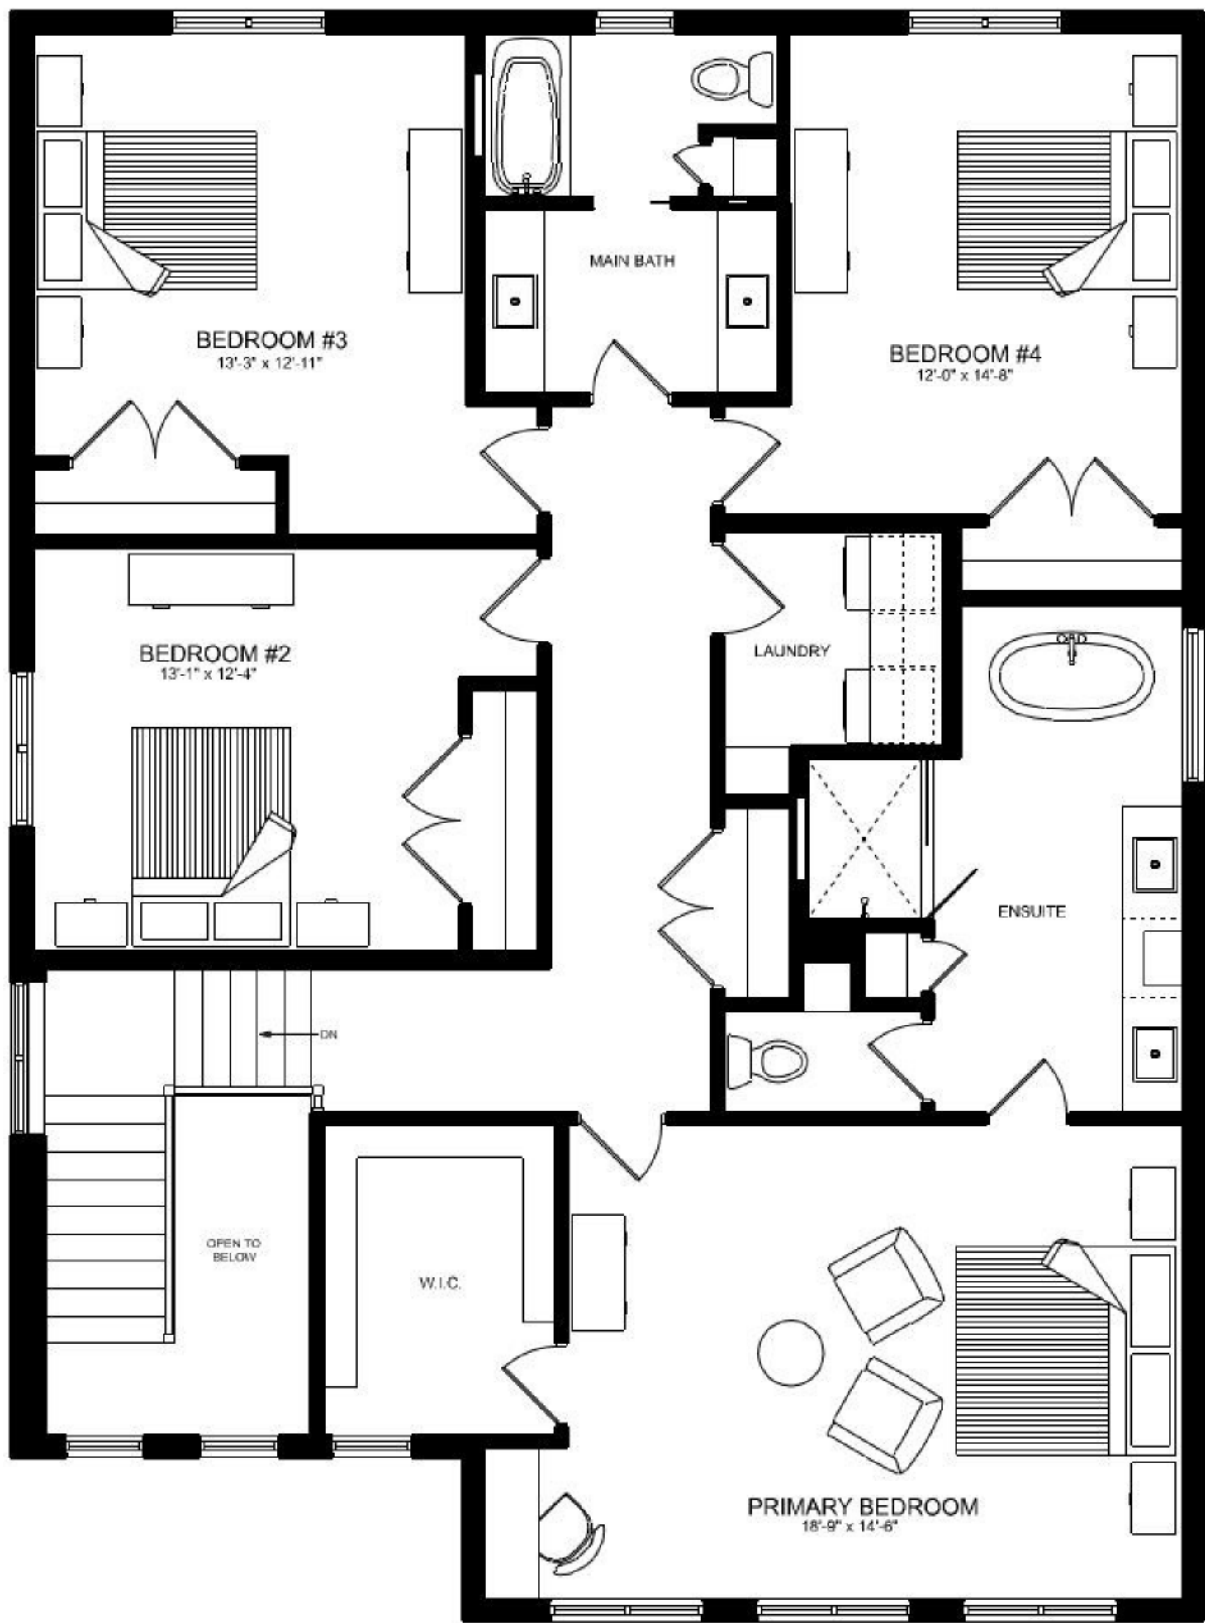 MAIN BATH
BEDROOM #3
13'-3" x 12'-11"
BEDROOM #4
12'-0" x 14'-8"
BEDROOM #2
13'-1" x 12'-4"
LAUNDRY
ENSUITE
DN
OPEN TO
BELOW
W.I.C.
PRIMARY BEDROOM
18'-9" x 14'-6"